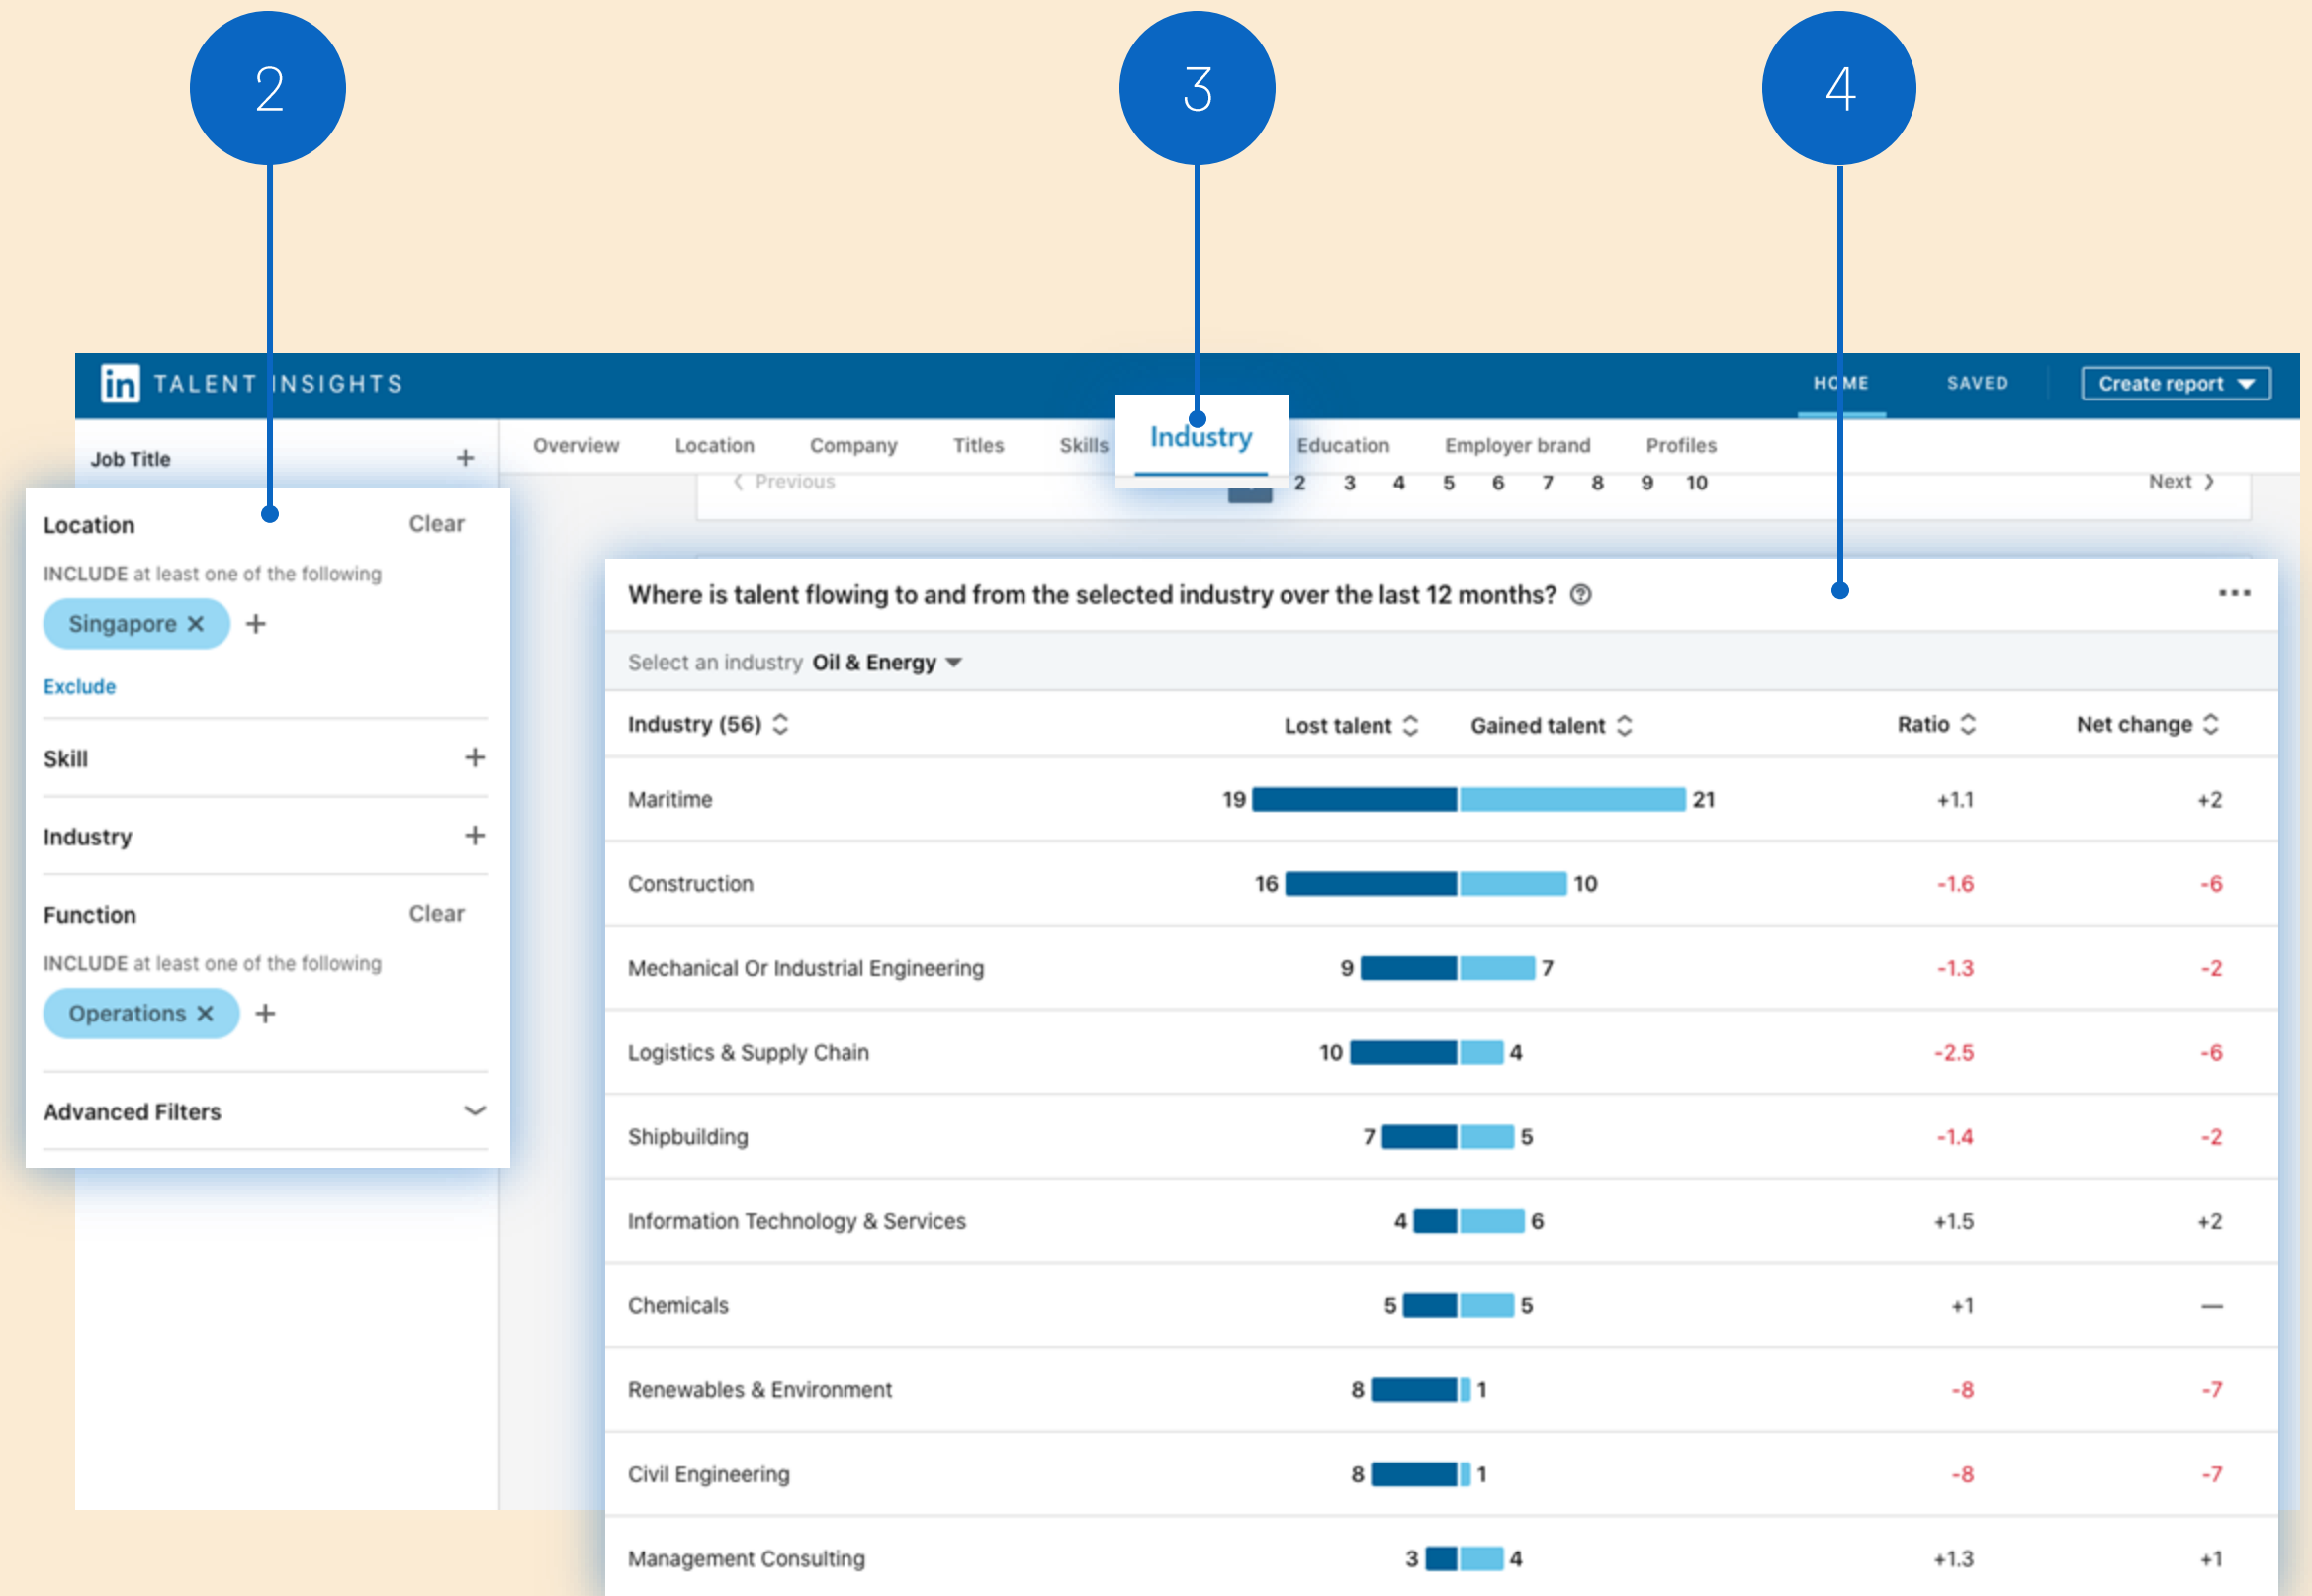 2
3
4
in TALENT INSIGHTS
HOME SAVED Create report
Job Title +
Overview Location Company Titles Skills Industry Education Employer brand Profiles
Previous 2 3 4 5 6 7 8 9 10 Next
Location Clear
INCLUDE at least one of the following
Singapore × +
Exclude
Skill +
Industry +
Function Clear
INCLUDE at least one of the following
Operations × +
Advanced Filters
Where is talent flowing to and from the selected industry over the last 12 months?
Select an industry Oil & Energy
Industry (56) Lost talent Gained talent Ratio Net change
Maritime 19 21 +1.1 +2
Construction 16 10 -1.6 -6
Mechanical Or Industrial Engineering 9 7 -1.3 -2
Logistics & Supply Chain 10 4 -2.5 -6
Shipbuilding 7 5 -1.4 -2
Information Technology & Services 4 6 +1.5 +2
Chemicals 5 5 +1 —
Renewables & Environment 8 1 -8 -7
Civil Engineering 8 1 -8 -7
Management Consulting 3 4 +1.3 +1